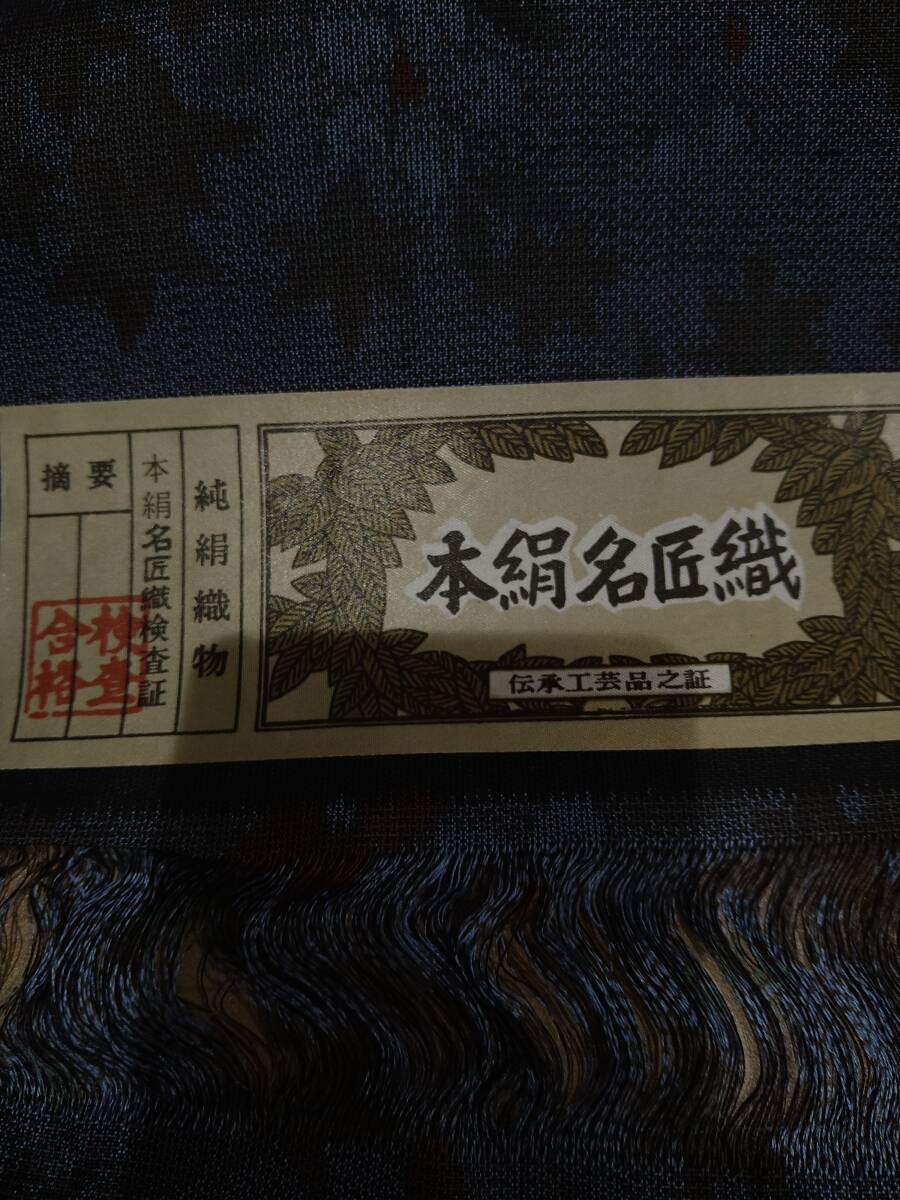 純絹織物
本絹名匠織検査証
摘要
検査
合格
本絹名匠織
伝承工芸品之証